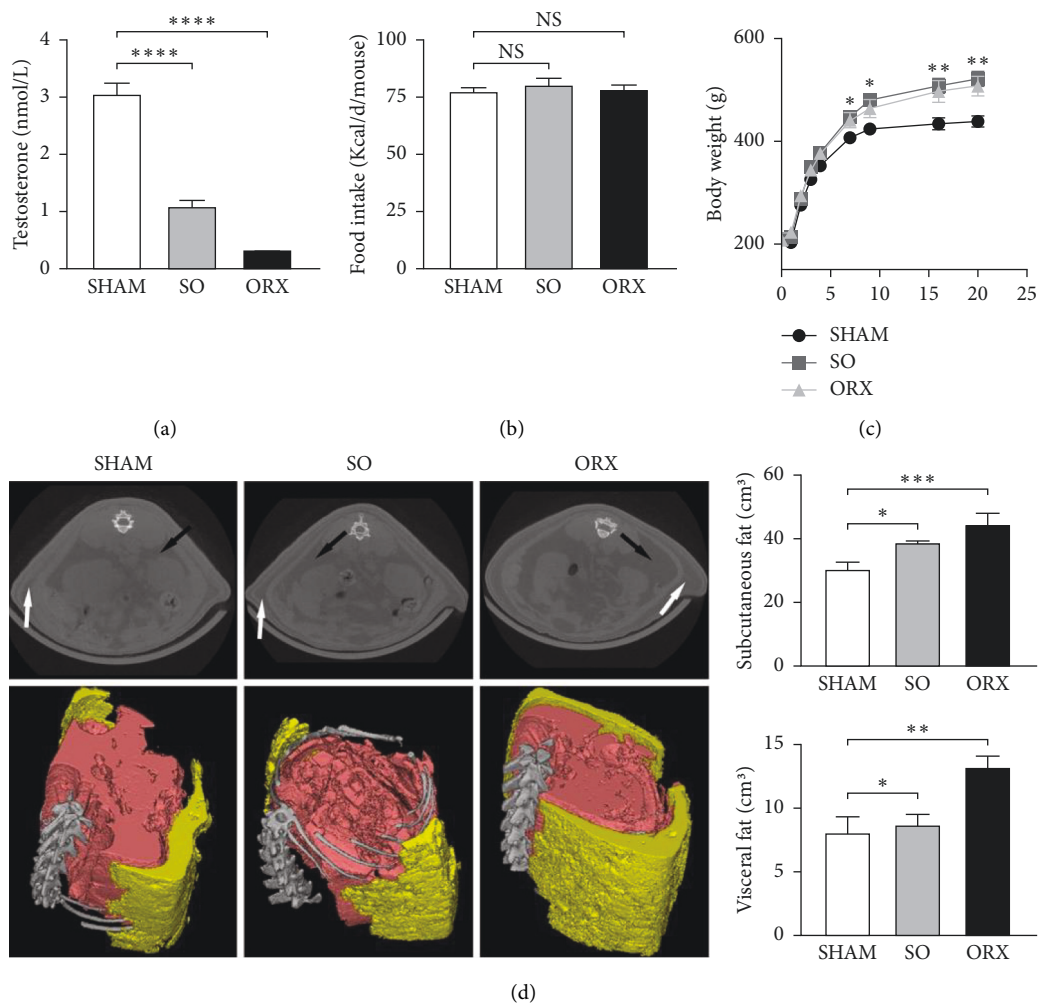 Testosterone (nmol/L)
4
3
2
1
0
****
****
SHAM SO ORX
(a)
Food intake (Kcal/d/mouse)
100
75
50
25
0
NS
NS
SHAM SO ORX
(b)
Body weight (g)
600
400
200
* * ** **
0 5 10 15 20 25
SHAM
SO
ORX
(c)
SHAM SO ORX
Subcutaneous fat (cm³)
60
40
20
0
***
*
SHAM SO ORX
Visceral fat (cm³)
15
10
5
0
**
*
SHAM SO ORX
(d)